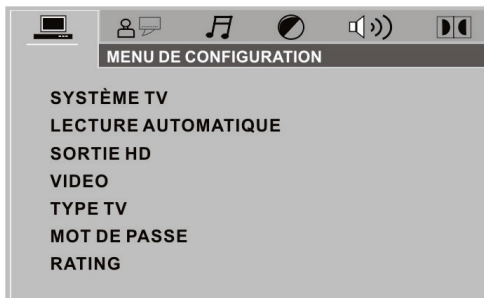 MENU DE CONFIGURATION
SYSTÈME TV
LECTURE AUTOMATIQUE
SORTIE HD
VIDEO
TYPE TV
MOT DE PASSE
RATING